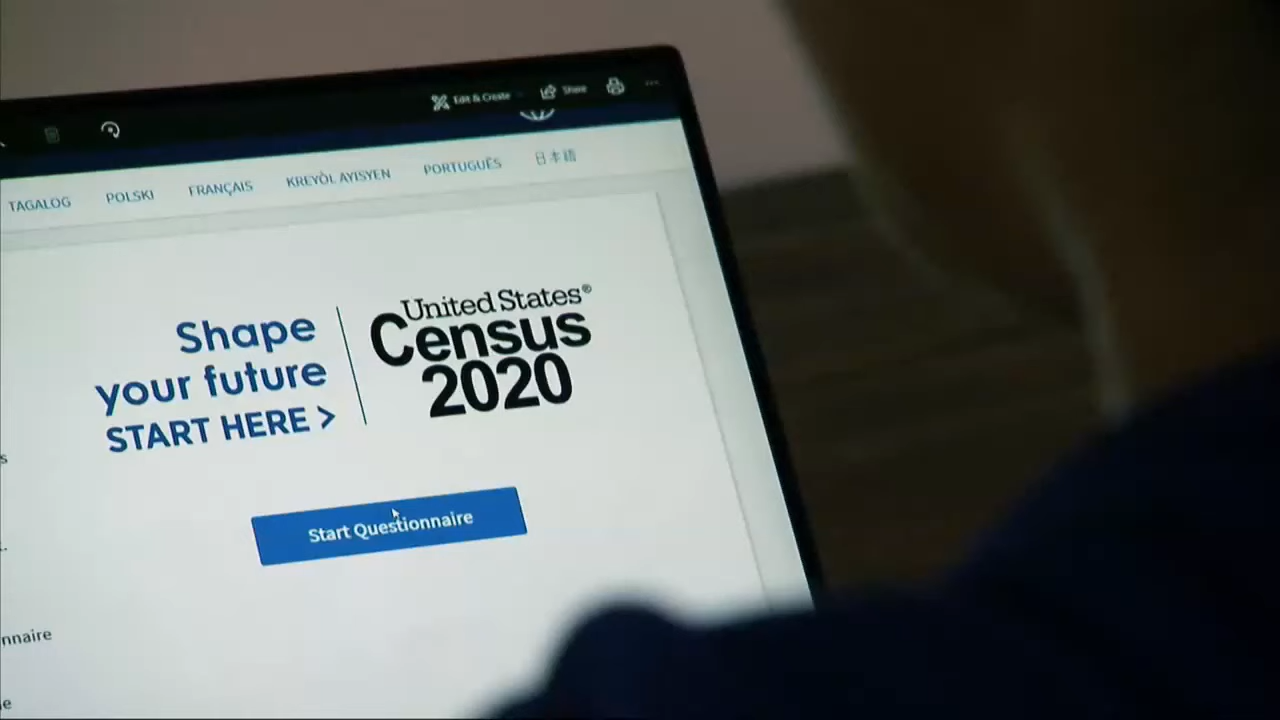 Edit & Create
Share
TAGALOG POLSKI FRANÇAIS KREYÒL AYISYEN PORTUGUÊS 日本語
Shape
your future
START HERE >
United States®
Census
2020
Start Questionnaire
nnaire